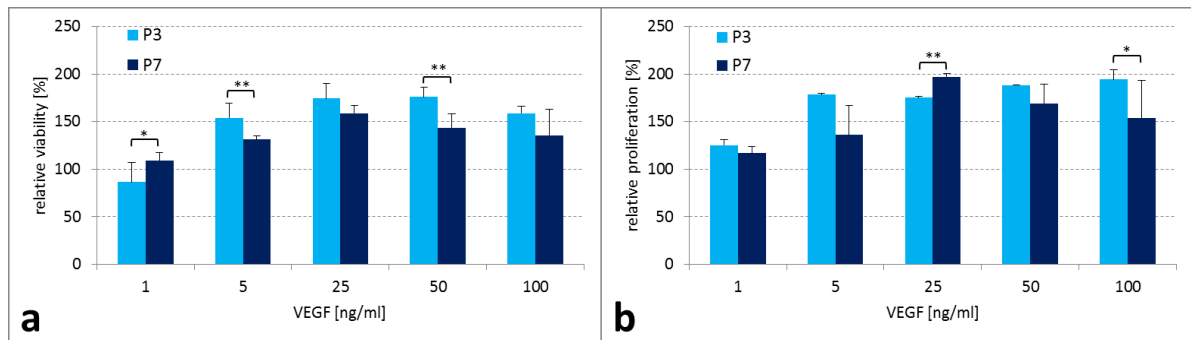 250
200
150
100
50
0
relative viability [%]
P3
P7
*
**
**
1 5 25 50 100
VEGF [ng/ml]
a
250
200
150
100
50
0
relative proliferation [%]
P3
P7
**
*
1 5 25 50 100
VEGF [ng/ml]
b